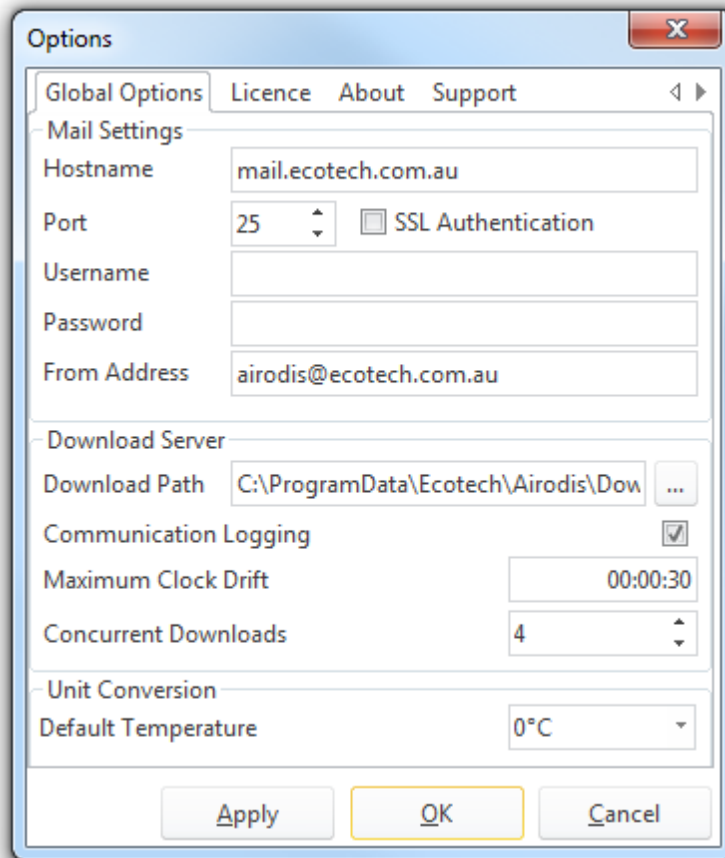 Options
Global Options Licence About Support
Mail Settings
Hostname mail.ecotech.com.au
Port 25 SSL Authentication
Username
Password
From Address airodis@ecotech.com.au
Download Server
Download Path C:\ProgramData\Ecotech\Airodis\Dow ...
Communication Logging
Maximum Clock Drift 00:00:30
Concurrent Downloads 4
Unit Conversion
Default Temperature 0°C
Apply OK Cancel